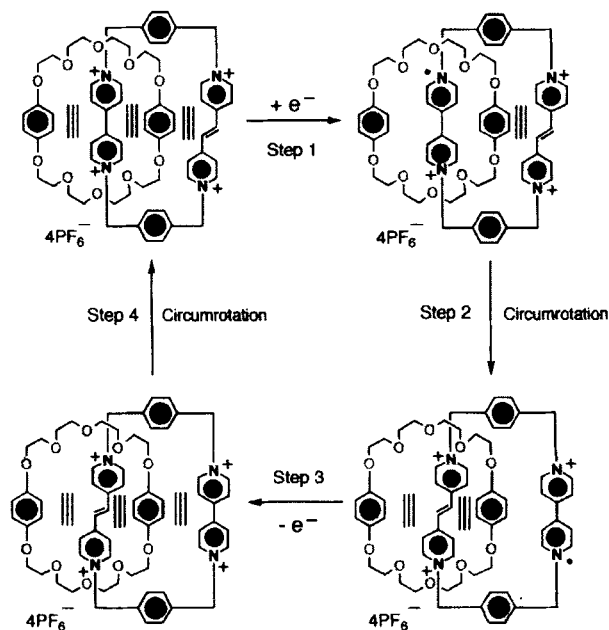 + e⁻
Step 1
4PF₆⁻
4PF₆⁻
Step 4
Circumrotation
Step 2
Circumrotation
Step 3
- e⁻
4PF₆⁻
4PF₆⁻